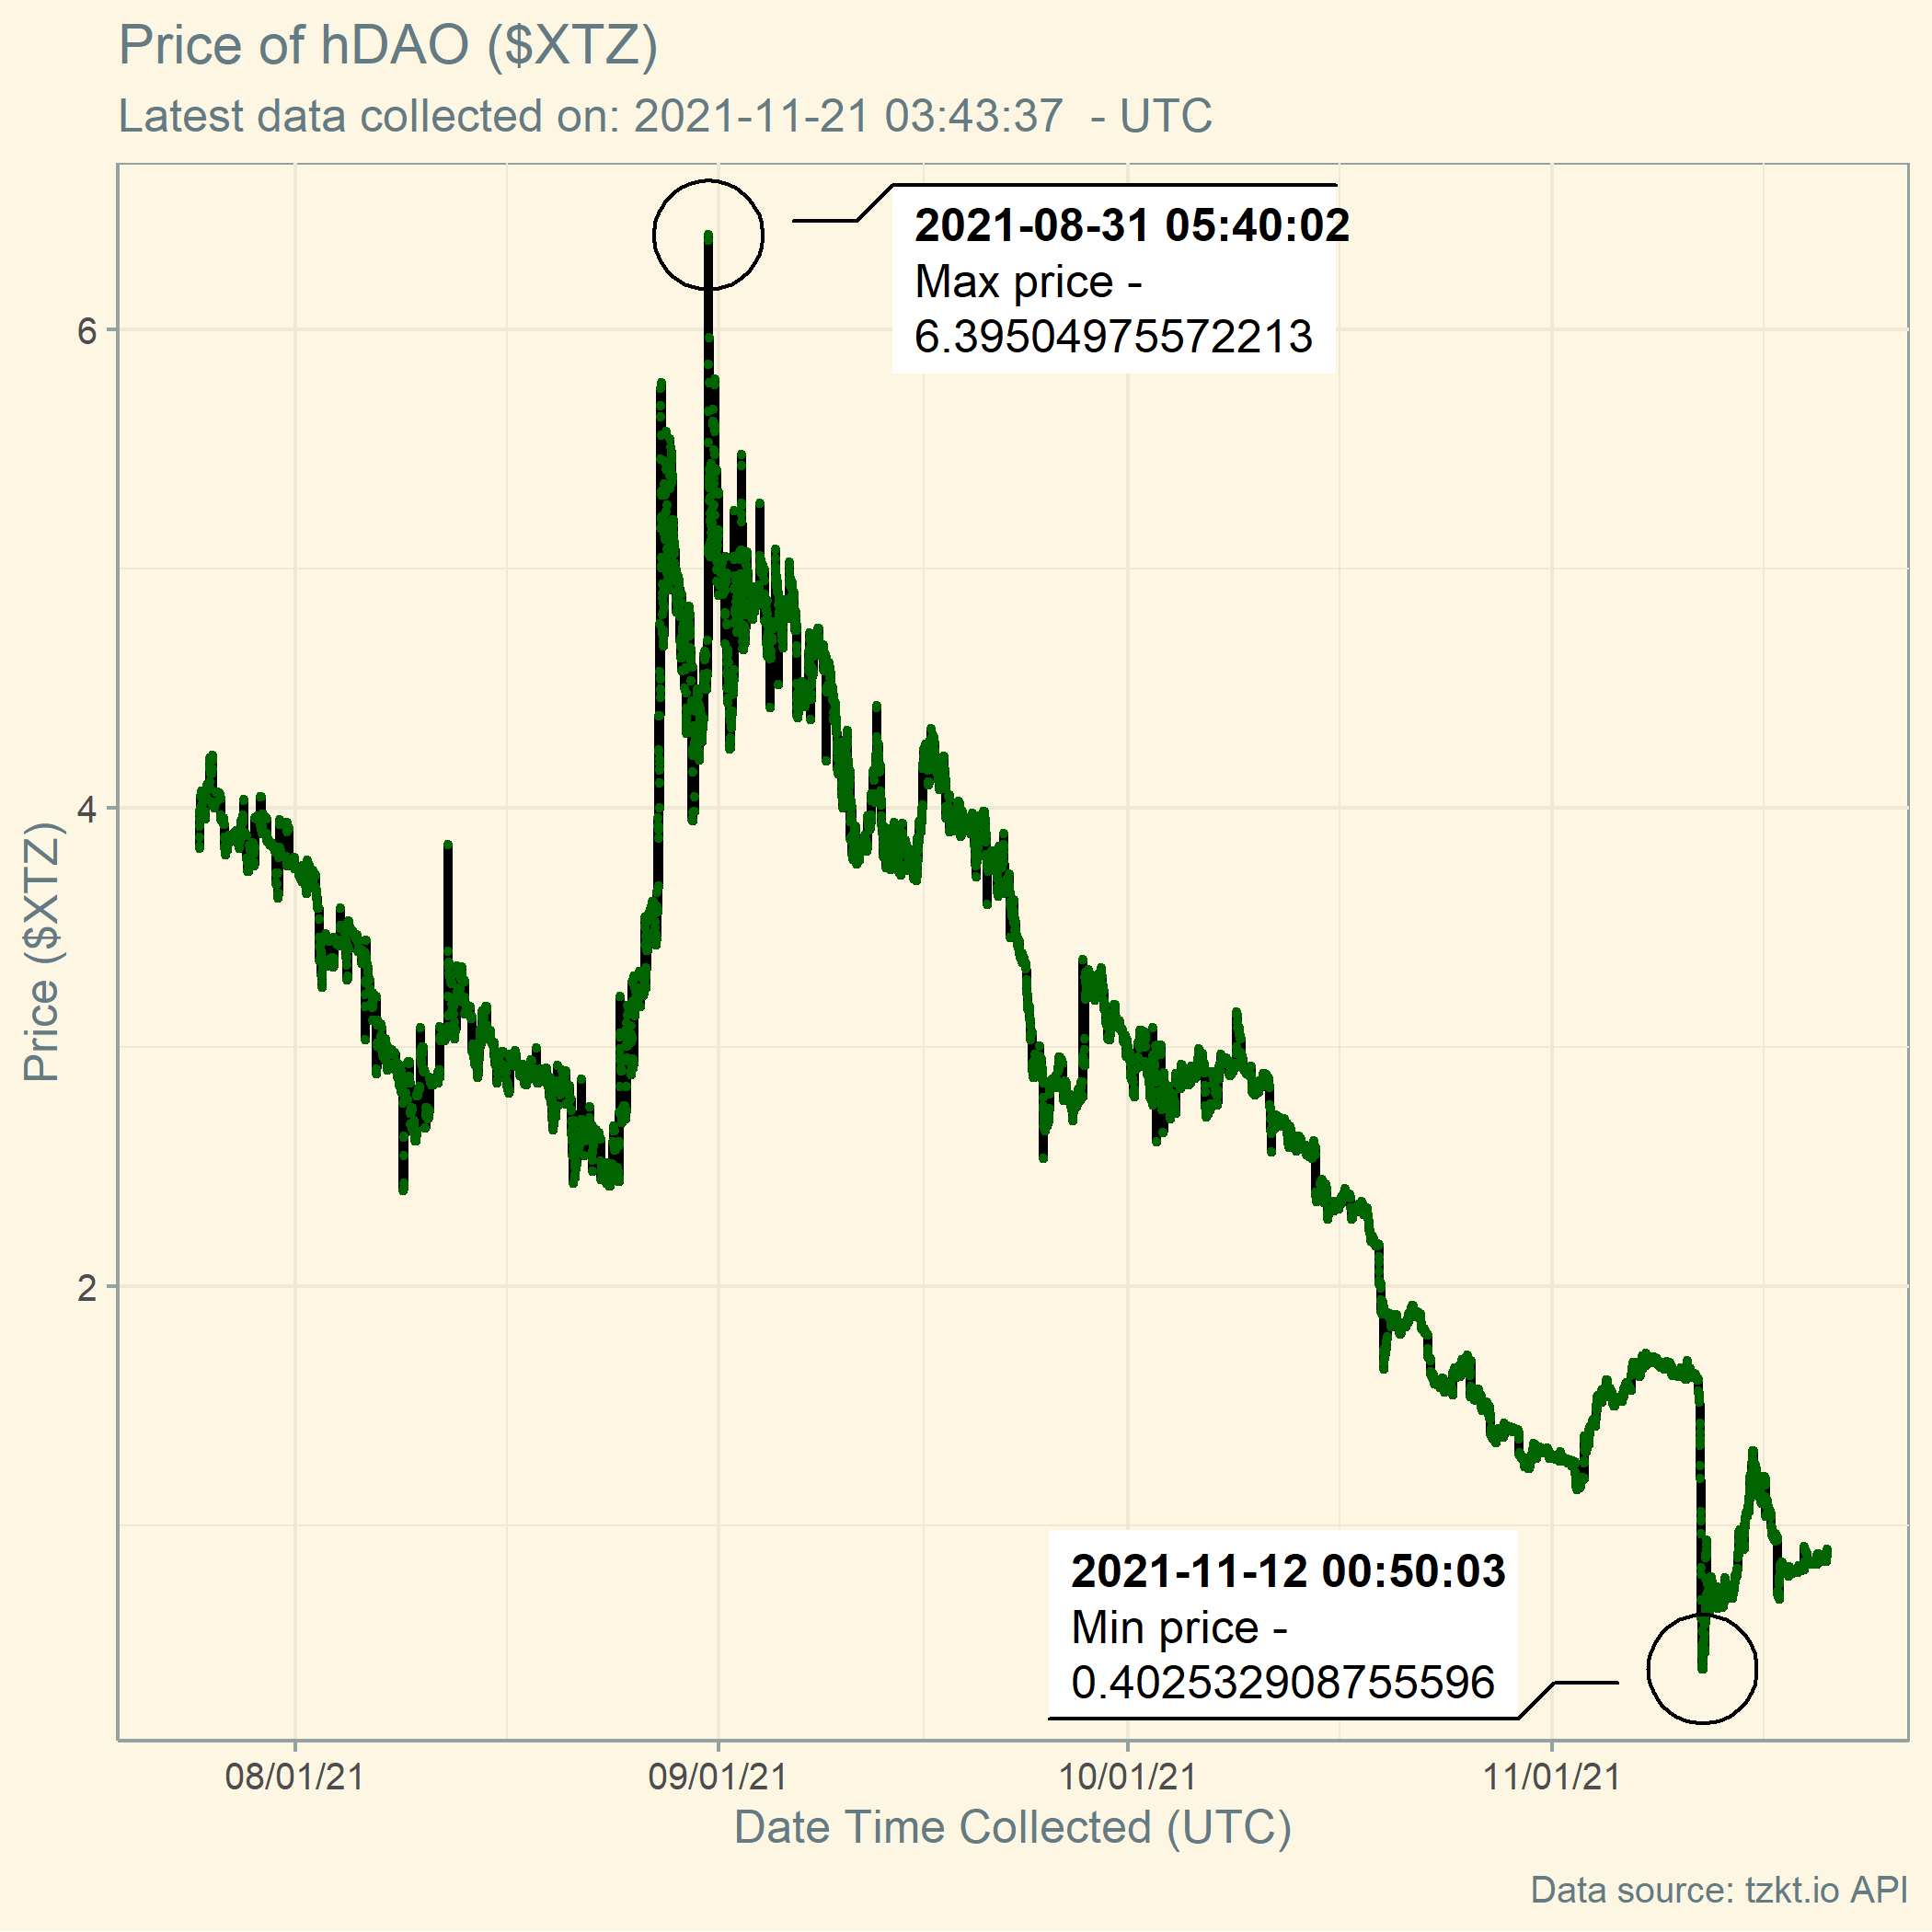 Price of hDAO ($XTZ)
Latest data collected on: 2021-11-21 03:43:37  - UTC
2021-08-31 05:40:02
Max price -
6.39504975572213
6
4
2
Price ($XTZ)
2021-11-12 00:50:03
Min price -
0.402532908755596
08/01/21
09/01/21
10/01/21
11/01/21
Date Time Collected (UTC)
Data source: tzkt.io API